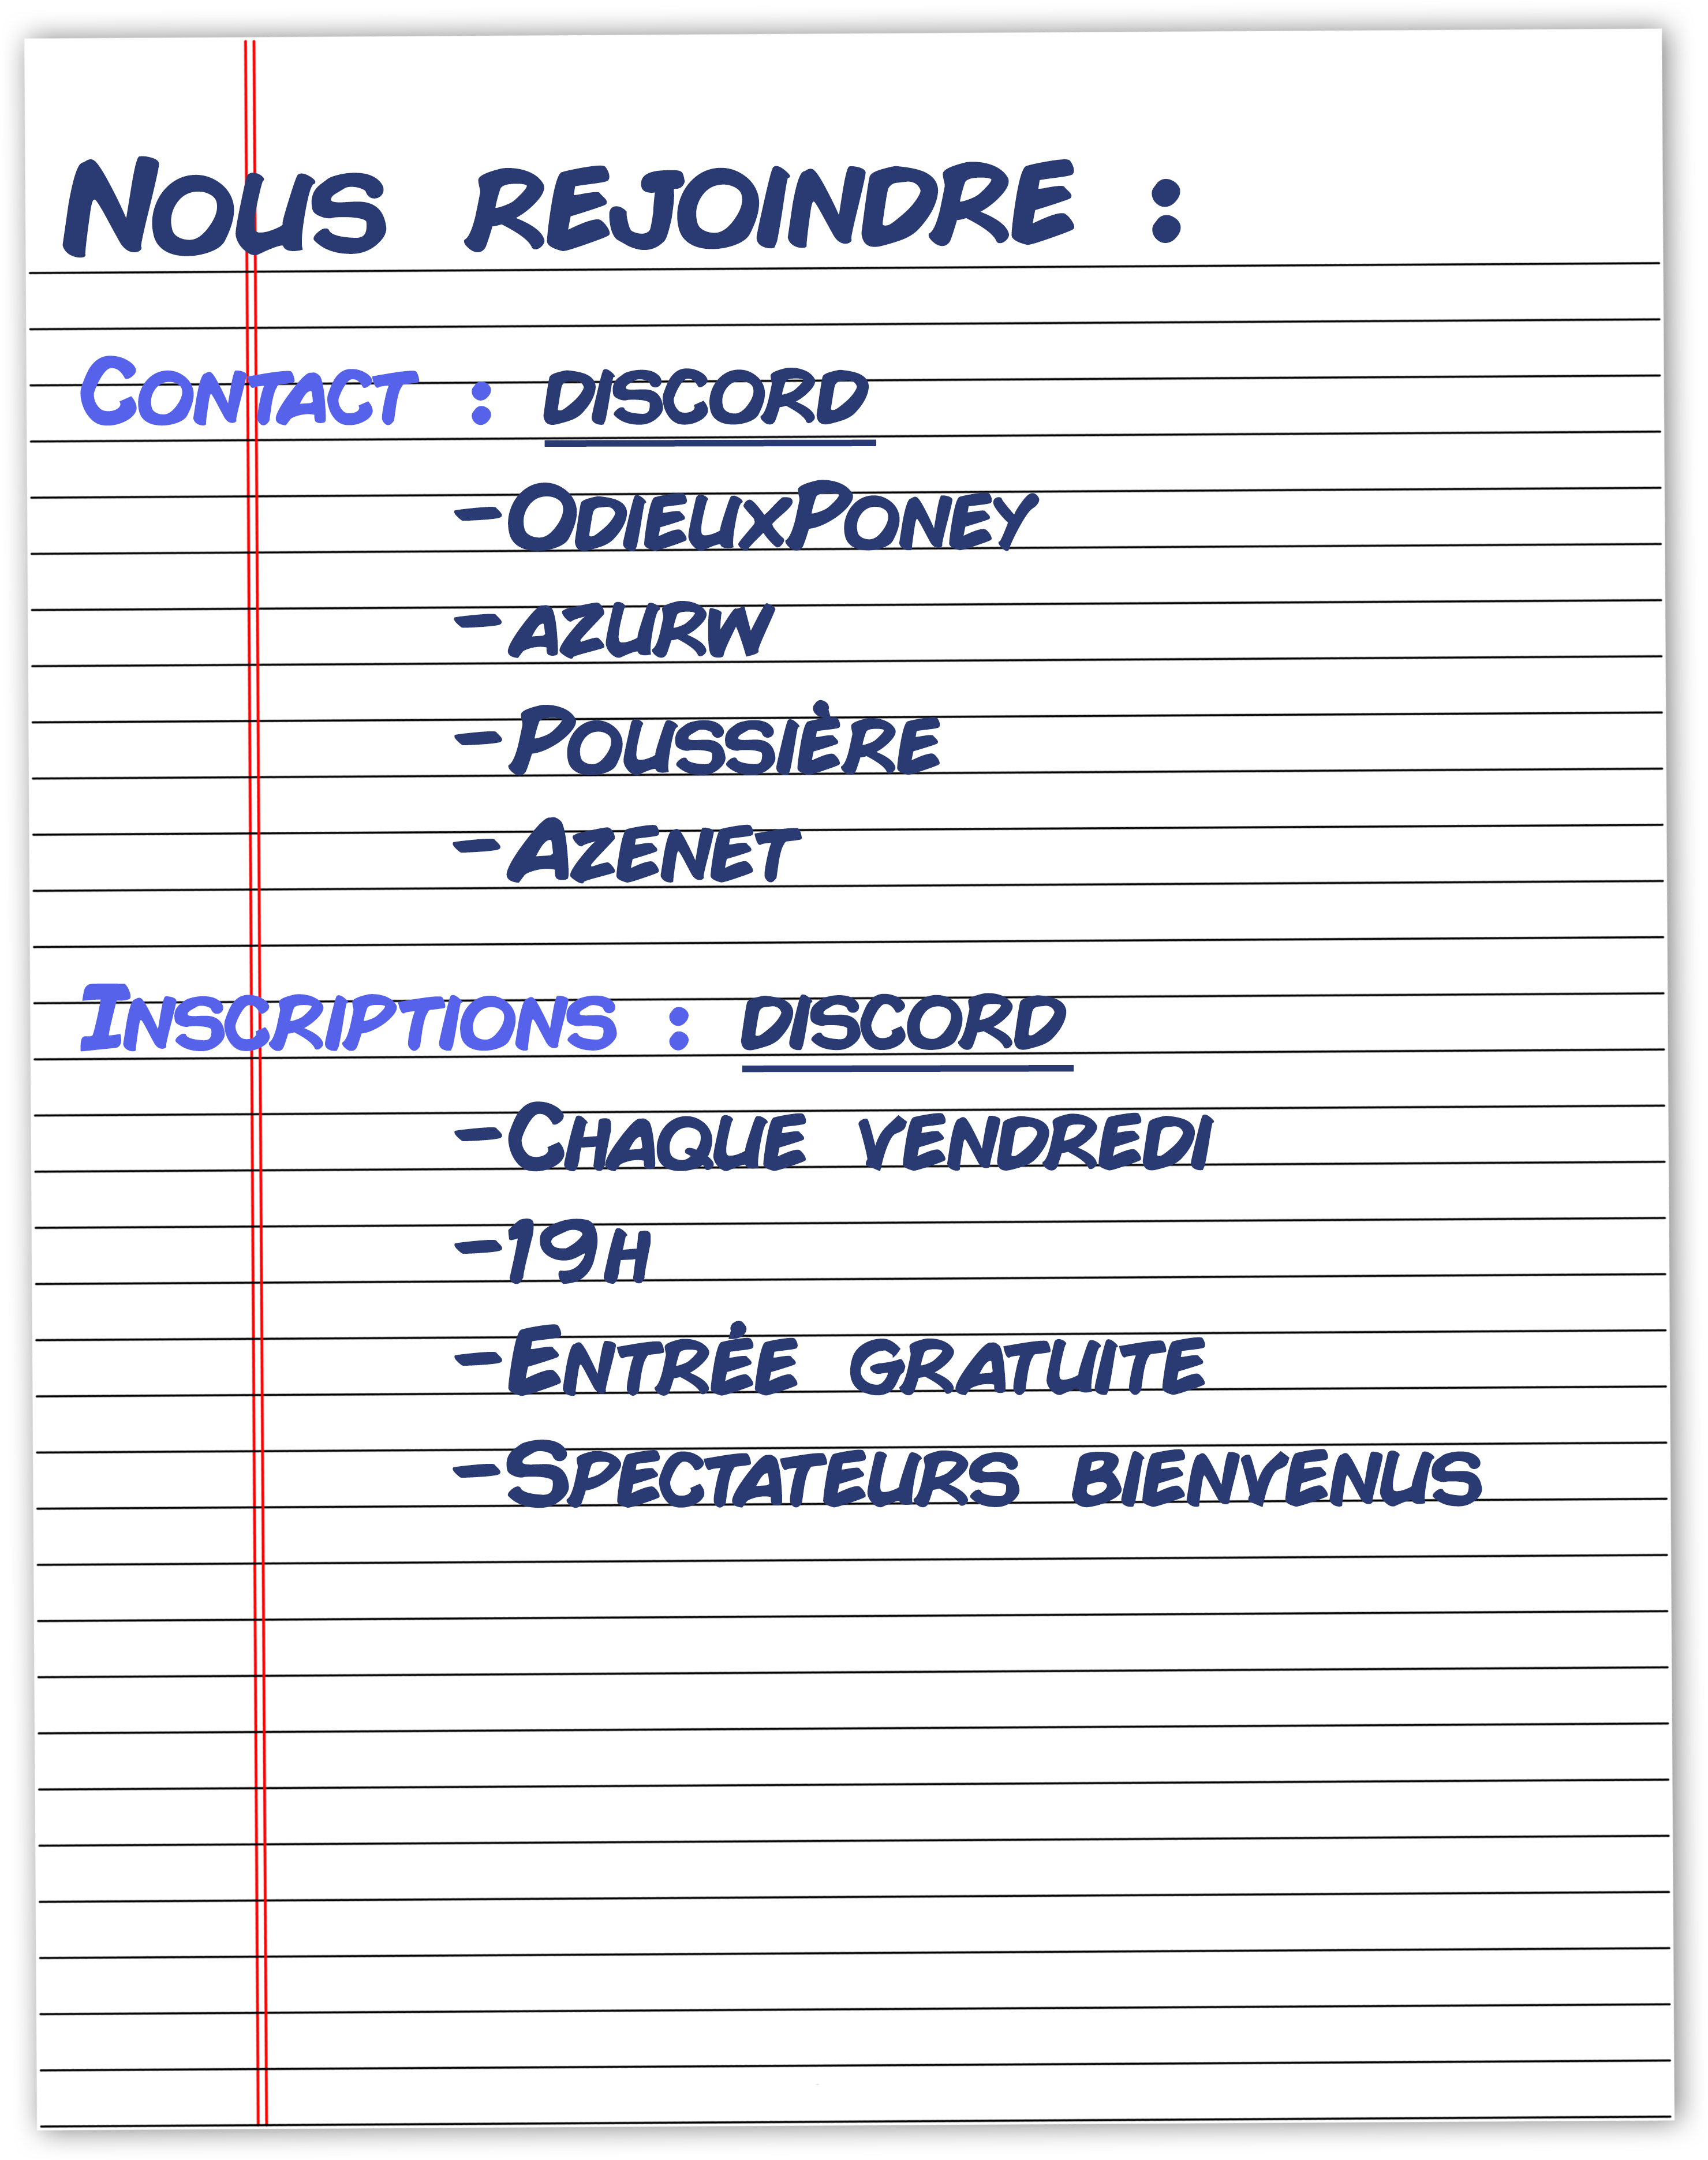 Nous rejoindre :
Contact : discord
-OdieuxPoney
-azurw
-Poussière
-Azenet
Inscriptions : discord
-Chaque vendredi
-19h
-Entrée gratuite
-Spectateurs bienvenus